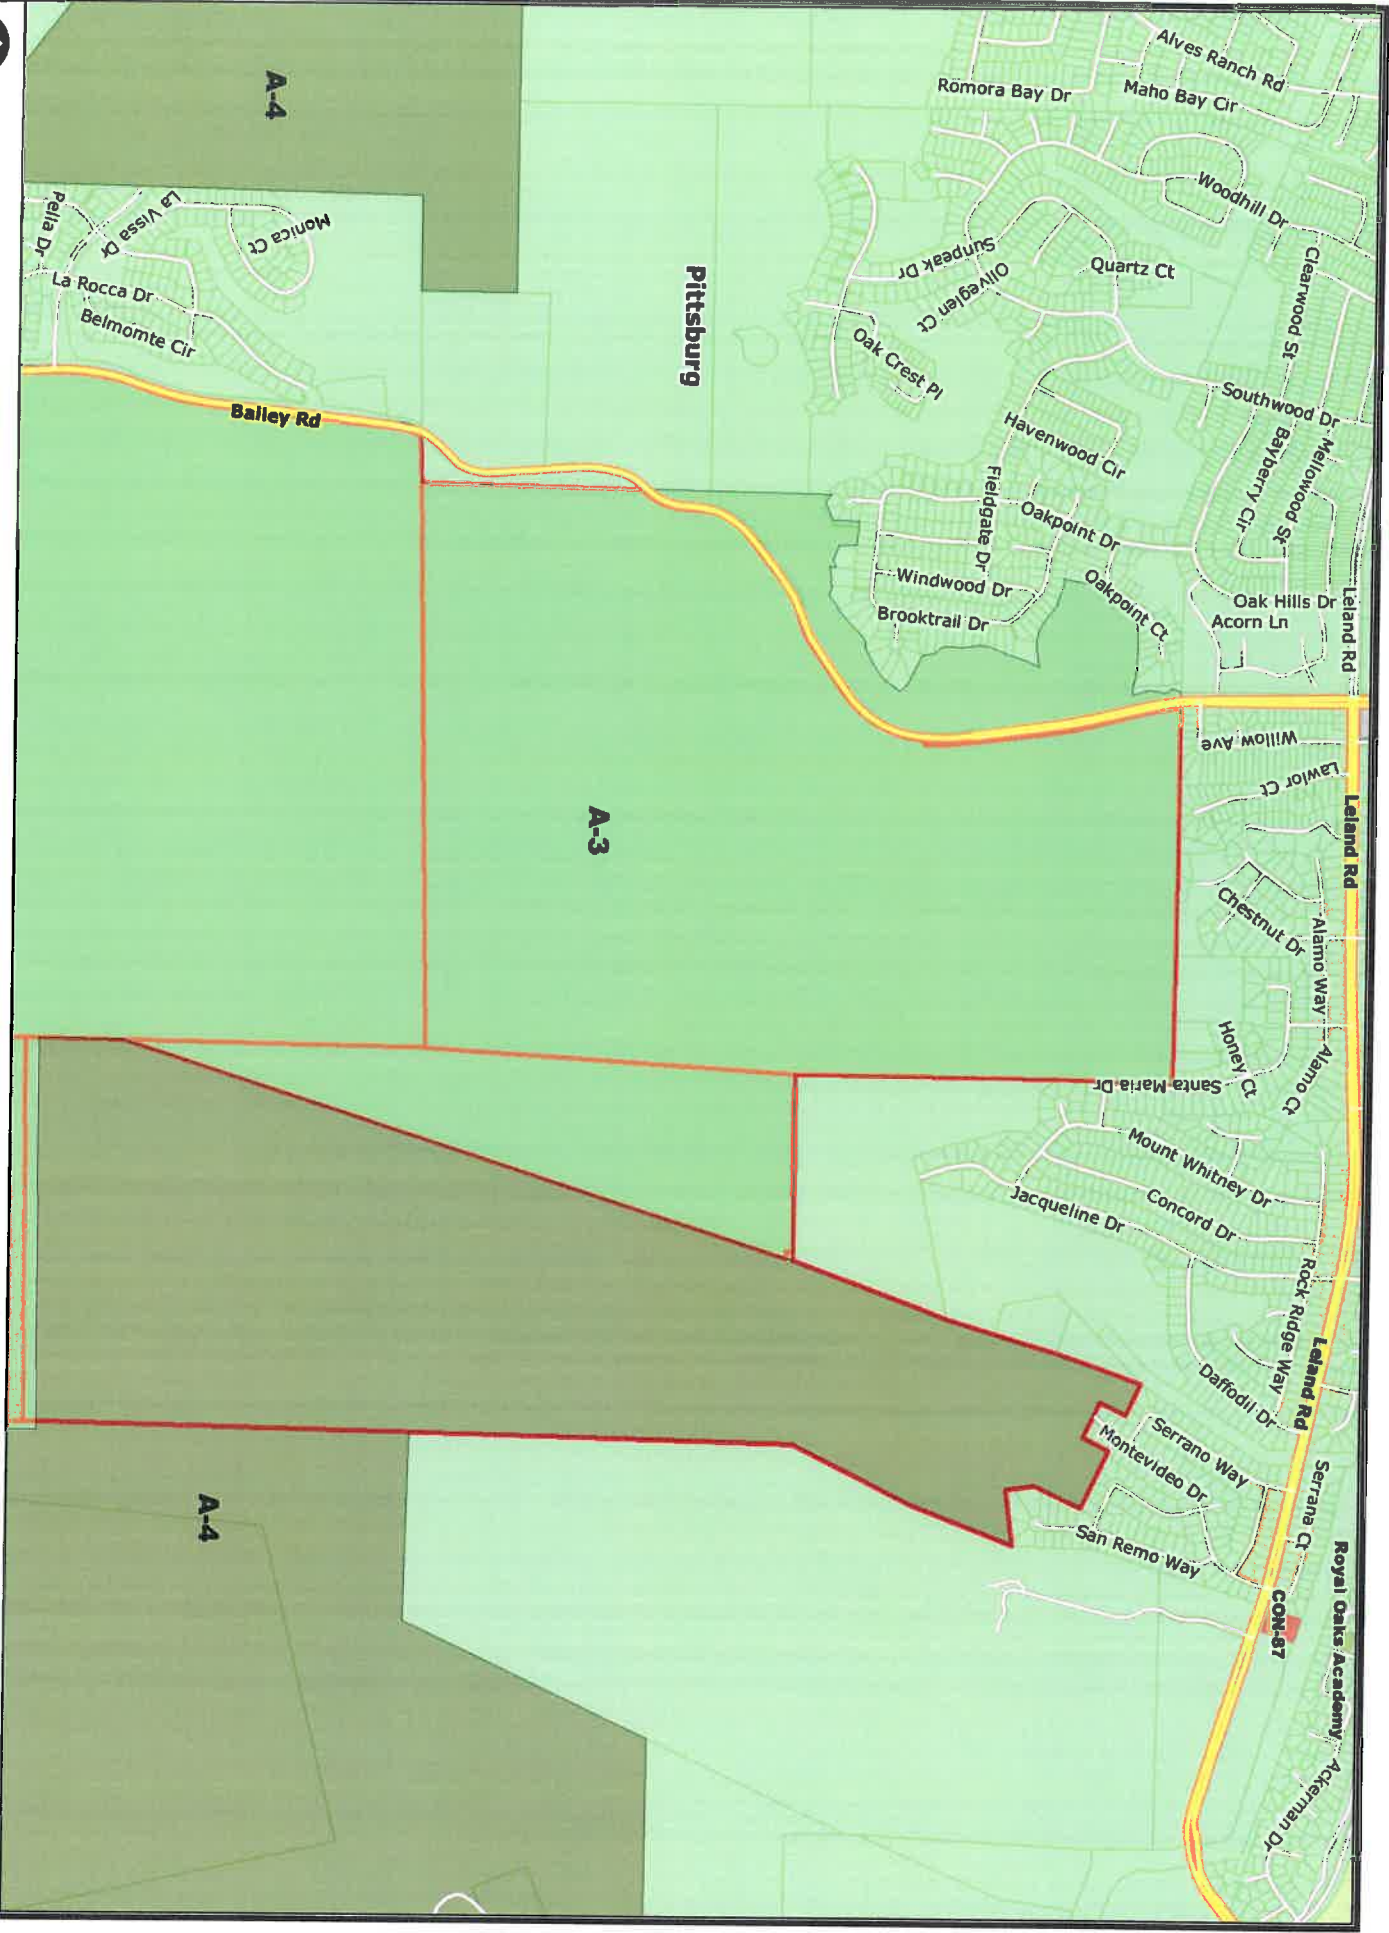 Alves Ranch Rd
Romora Bay Dr
Maho Bay Cir
Woodhill Dr
A-4
Pella Dr
La Vissa Dr
Monica Ct
La Rocca Dr
Belmomte Cir
Bailey Rd
Pittsburg
Sunpeak Dr
Oliveglen Ct
Quartz Ct
Clearwood St
Oak Crest Pl
Southwood Dr
Havenwood Cir
Bayberry Cir
Mellowood St
Fieldgate Dr
Oakpoint Dr
Windwood Dr
Brooktrail Dr
Oakpoint Ct
Oak Hills Dr
Acorn Ln
Leland Rd
Willow Ave
Lawlor Ct
Leland Rd
A-3
Chestnut Dr
Alamo Way
Honey Ct
Alamo Ct
Santa Maria Dr
Mount Whitney Dr
Concord Dr
Jacqueline Dr
Rock Ridge Way
Leland Rd
Daffodil Dr
Serrano Way
Montevideo Dr
San Remo Way
Serrana Ct
CON-87
Royal Oaks Academy
Ackerman Dr
A-4